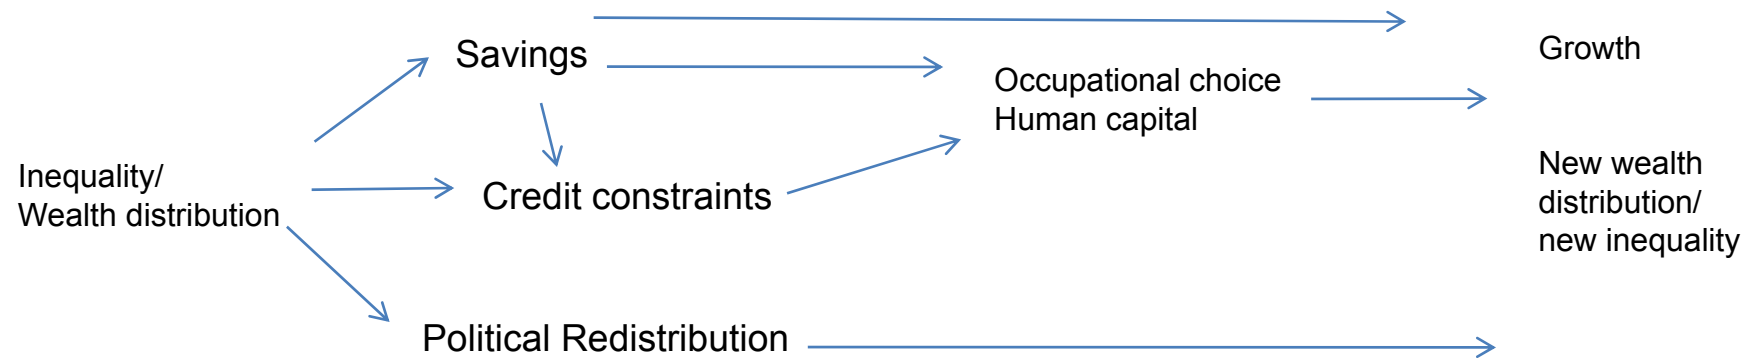 Savings
Growth
Occupational choice
Human capital
Inequality/
Wealth distribution
Credit constraints
New wealth
distribution/
new inequality
Political Redistribution